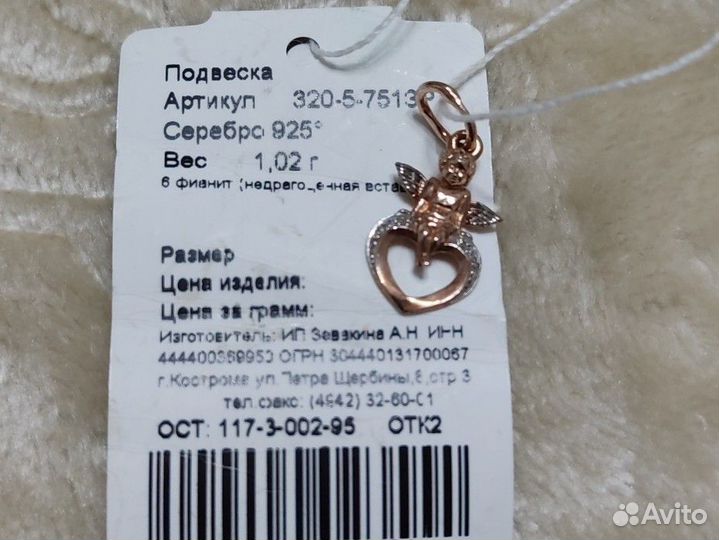 Подвеска
Артикул 320-5-7513
Серебро 925°
Вес 1,02 г
6 фианит (недрагоценная
Размер
Цена изделия:
Цена за грамм:
Изготовитель: ИП Зевакина А.Н ИНН
ОГРН 304440131700067
г.Кострома ул.Петра Щербины,8,стр 3
тел.факс: (4942) 32-60-01
ОСТ: 117-3-002-95 ОТК2
Avito